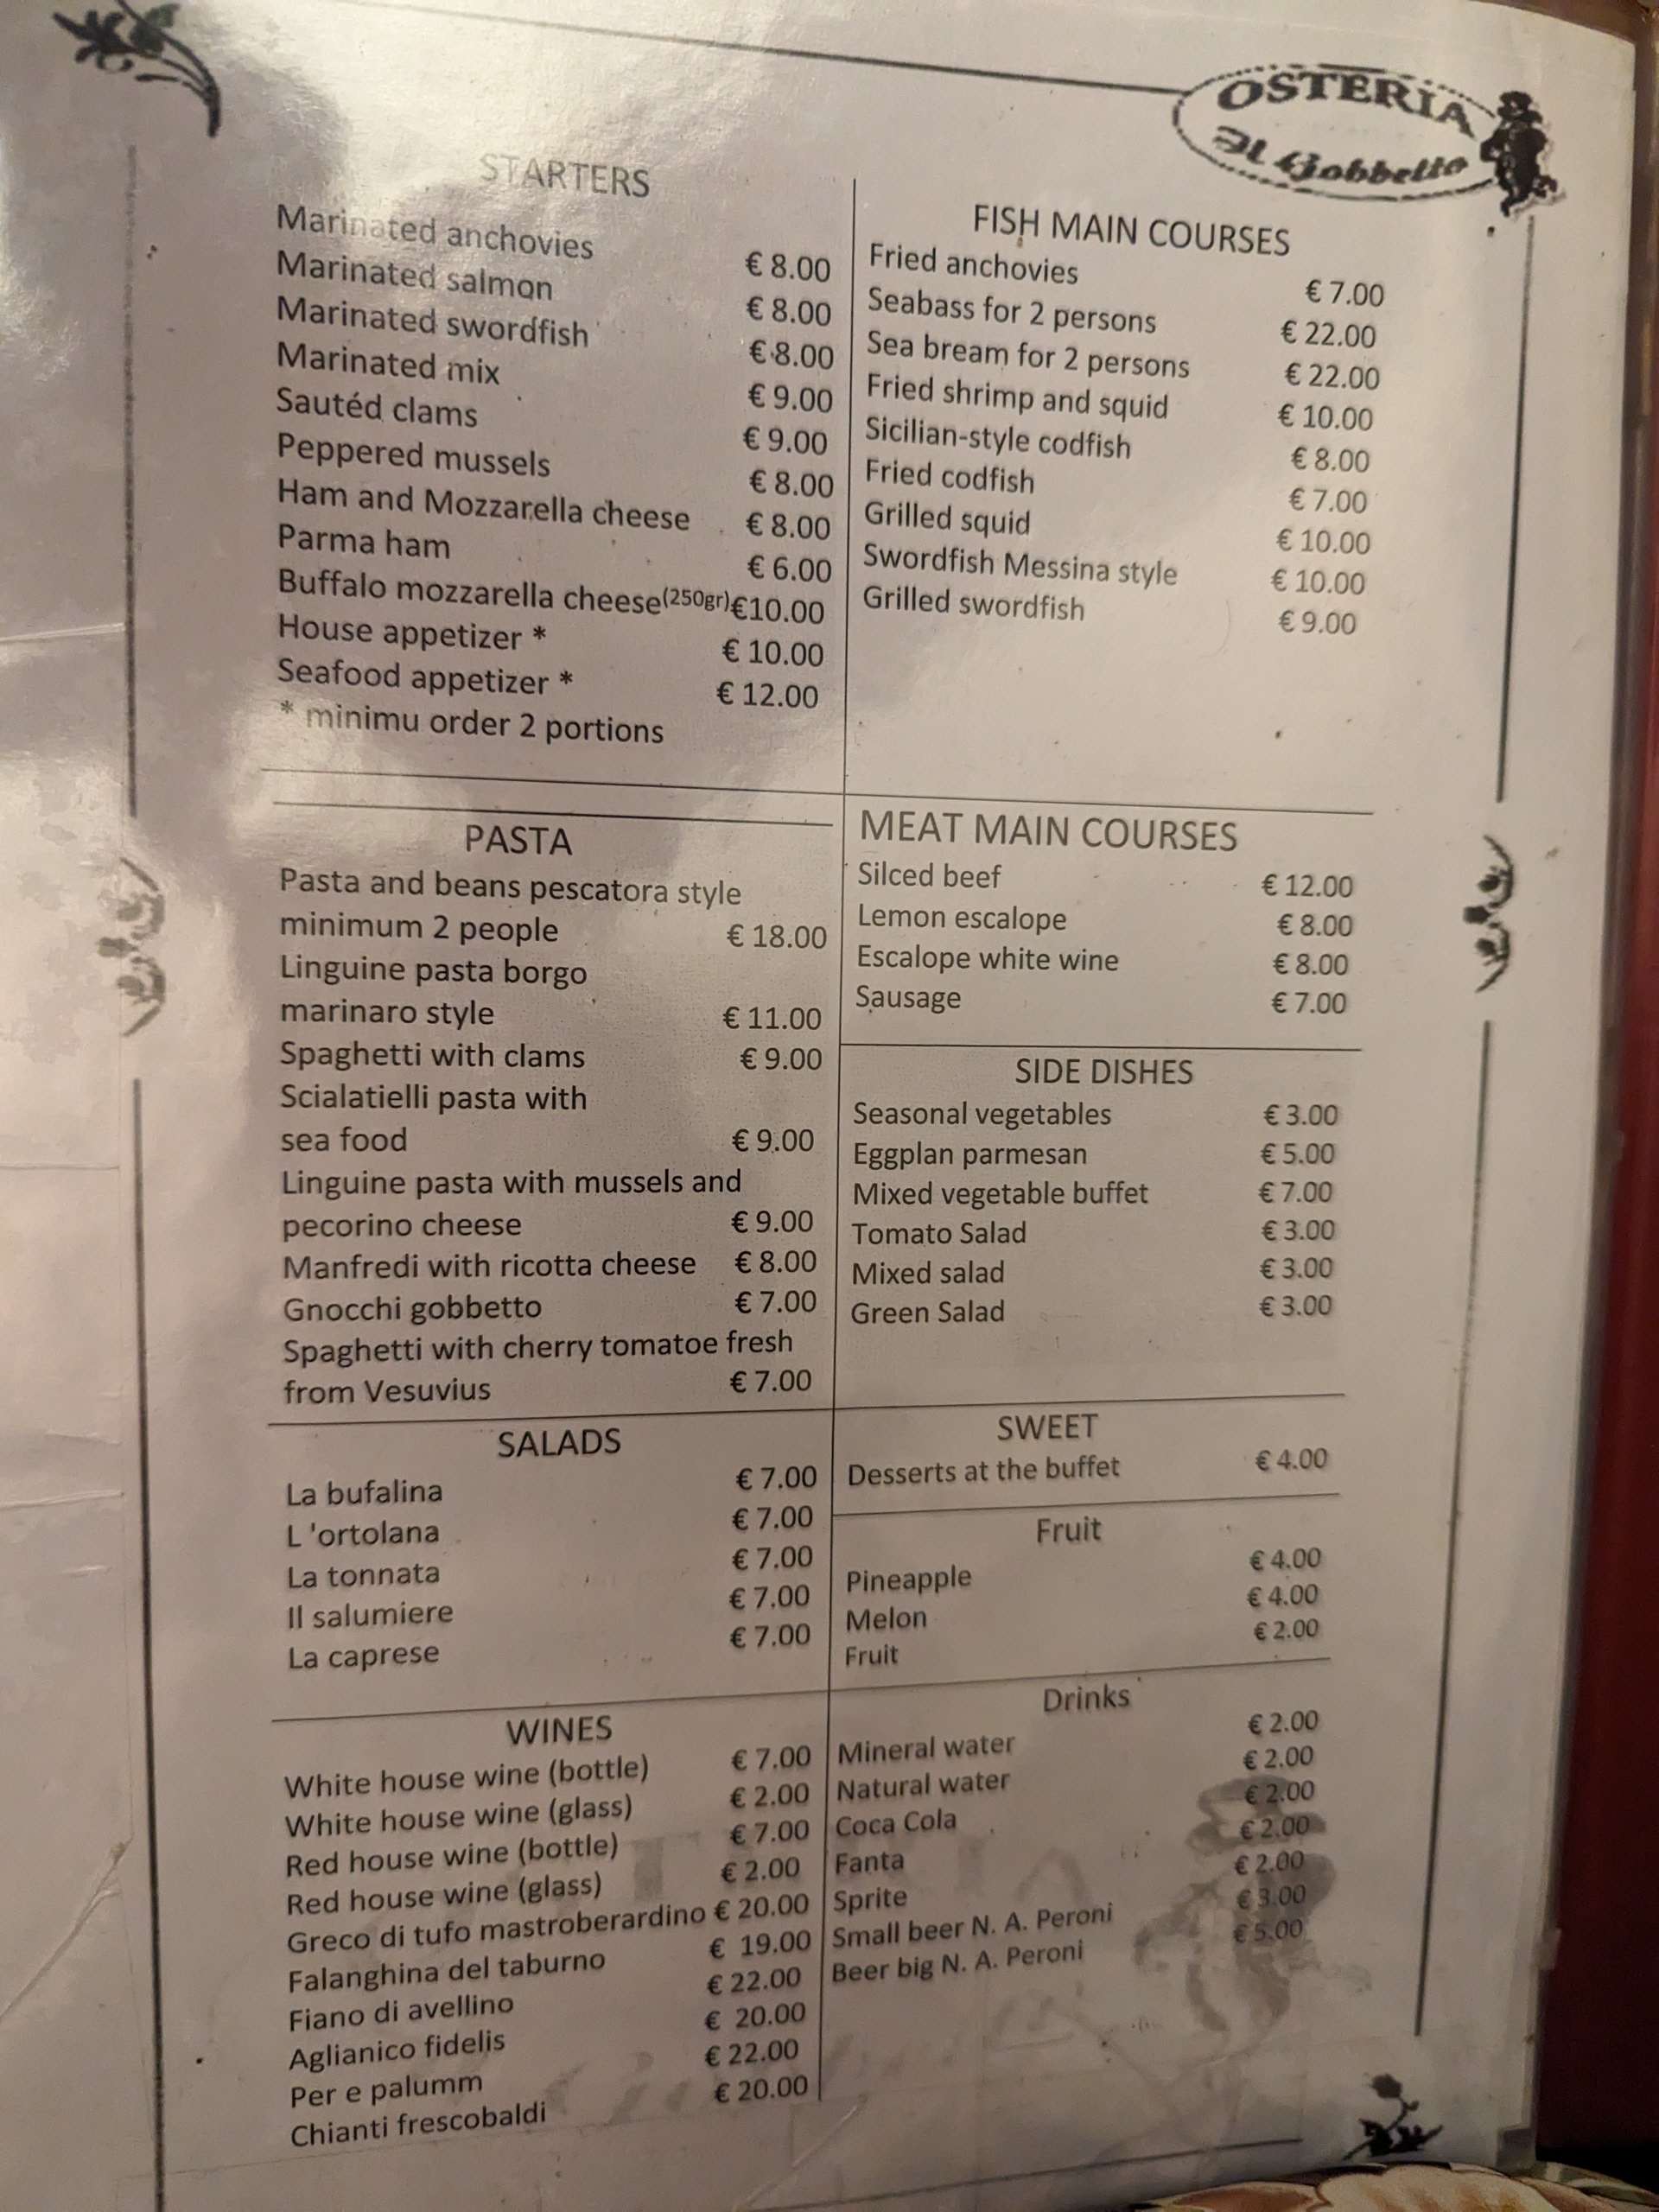 OSTERIA
Il Gobbetto
STARTERS
Marinated anchovies € 8.00
Marinated salmon € 8.00
Marinated swordfish € 8.00
Marinated mix € 9.00
Sautéd clams € 9.00
Peppered mussels € 8.00
Ham and Mozzarella cheese € 8.00
Parma ham € 6.00
Buffalo mozzarella cheese(250gr) €10.00
House appetizer * € 10.00
Seafood appetizer * € 12.00
* minimu order 2 portions
FISH MAIN COURSES
Fried anchovies € 7.00
Seabass for 2 persons € 22.00
Sea bream for 2 persons € 22.00
Fried shrimp and squid € 10.00
Sicilian-style codfish € 8.00
Fried codfish € 7.00
Grilled squid € 10.00
Swordfish Messina style € 10.00
Grilled swordfish € 9.00
PASTA
Pasta and beans pescatora style
minimum 2 people € 18.00
Linguine pasta borgo
marinaro style € 11.00
Spaghetti with clams € 9.00
Scialatielli pasta with
sea food € 9.00
Linguine pasta with mussels and
pecorino cheese € 9.00
Manfredi with ricotta cheese € 8.00
Gnocchi gobbetto € 7.00
Spaghetti with cherry tomatoe fresh
from Vesuvius € 7.00
MEAT MAIN COURSES
Silced beef € 12.00
Lemon escalope € 8.00
Escalope white wine € 8.00
Sausage € 7.00
SIDE DISHES
Seasonal vegetables € 3.00
Eggplan parmesan € 5.00
Mixed vegetable buffet € 7.00
Tomato Salad € 3.00
Mixed salad € 3.00
Green Salad € 3.00
SALADS
La bufalina € 7.00
L 'ortolana € 7.00
La tonnata € 7.00
Il salumiere € 7.00
La caprese € 7.00
SWEET
Desserts at the buffet € 4.00
Fruit
Pineapple € 4.00
Melon € 4.00
Fruit € 2.00
WINES
White house wine (bottle) € 7.00
White house wine (glass) € 2.00
Red house wine (bottle) € 7.00
Red house wine (glass) € 2.00
Greco di tufo mastroberardino € 20.00
Falanghina del taburno € 19.00
Fiano di avellino € 22.00
Aglianico fidelis € 20.00
Per e palumm € 22.00
Chianti frescobaldi € 20.00
Drinks
Mineral water € 2.00
Natural water € 2.00
Coca Cola € 2.00
Fanta € 2.00
Sprite € 2.00
Small beer N. A. Peroni € 3.00
Beer big N. A. Peroni € 5.00